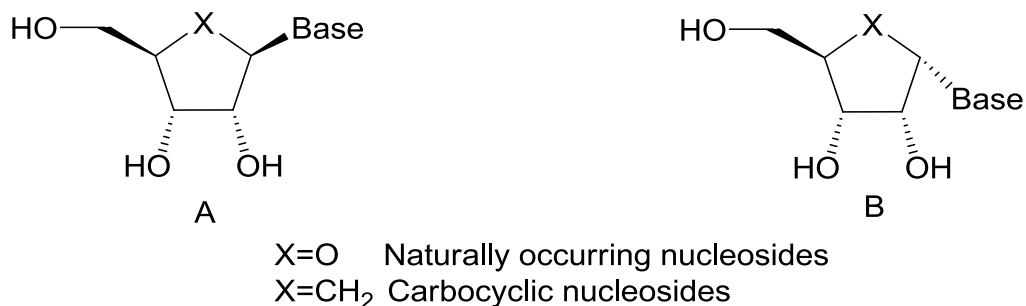 HO X Base
HO OH
A
HO X
Base
HO OH
B
X=O Naturally occurring nucleosides
X=CH₂ Carbocyclic nucleosides